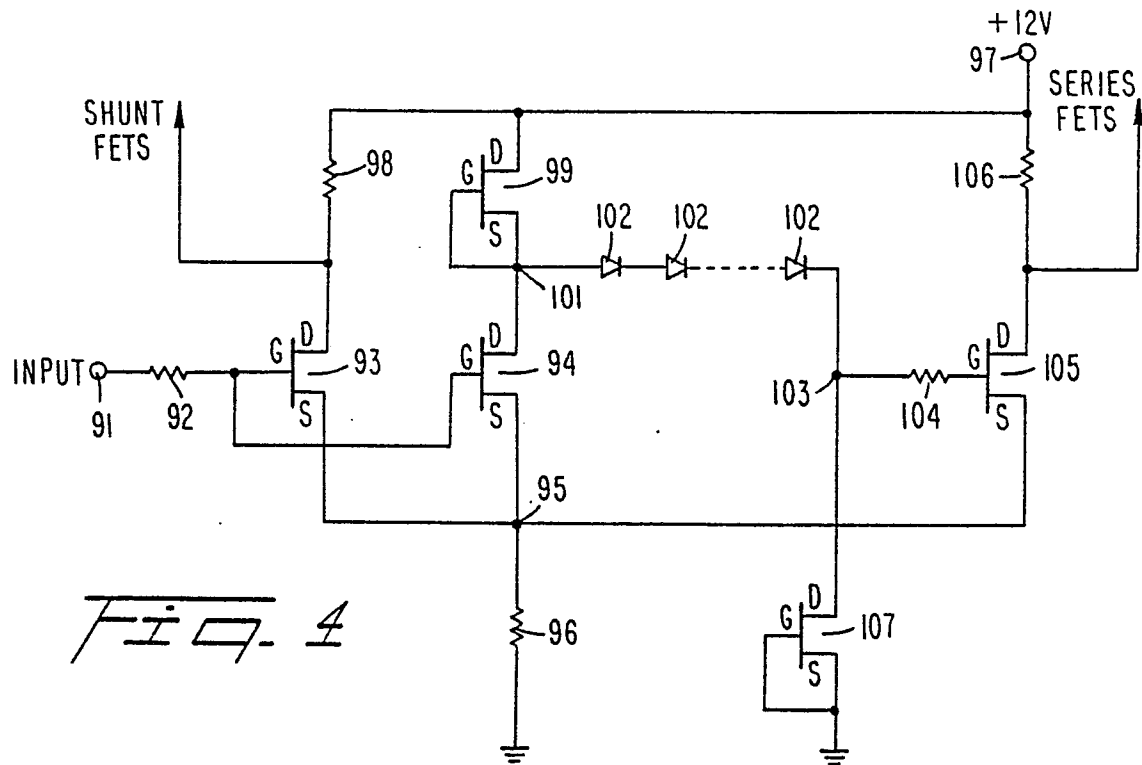 +12V
97
SHUNT
FETS
SERIES
FETS
98
G D S
99
106
102
102
102
101
INPUT
91
92
G D S
93
G D S
94
103
104
G D S
105
95
96
G D S
107
Fig. 4